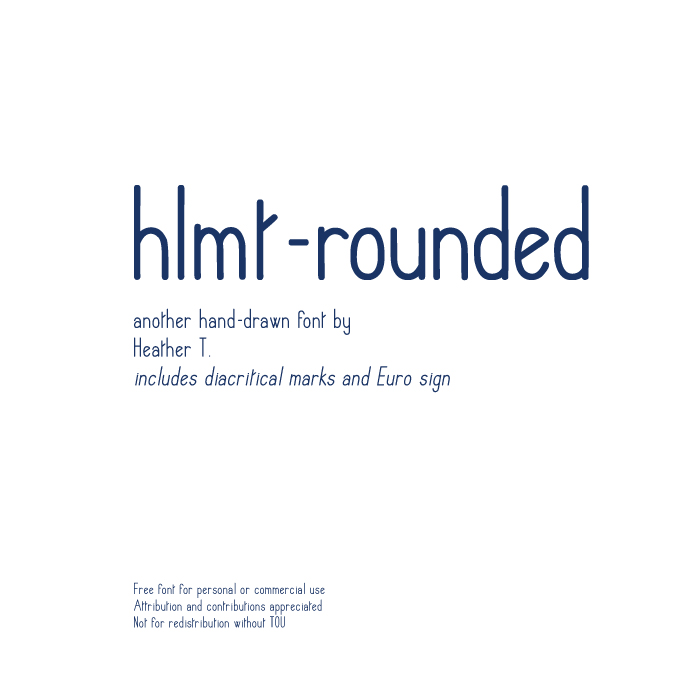 hlmt-rounded
another hand-drawn font by
Heather T.
includes diacritical marks and Euro sign
Free font for personal or commercial use
Attribution and contributions appreciated
Not for redistribution without TOU